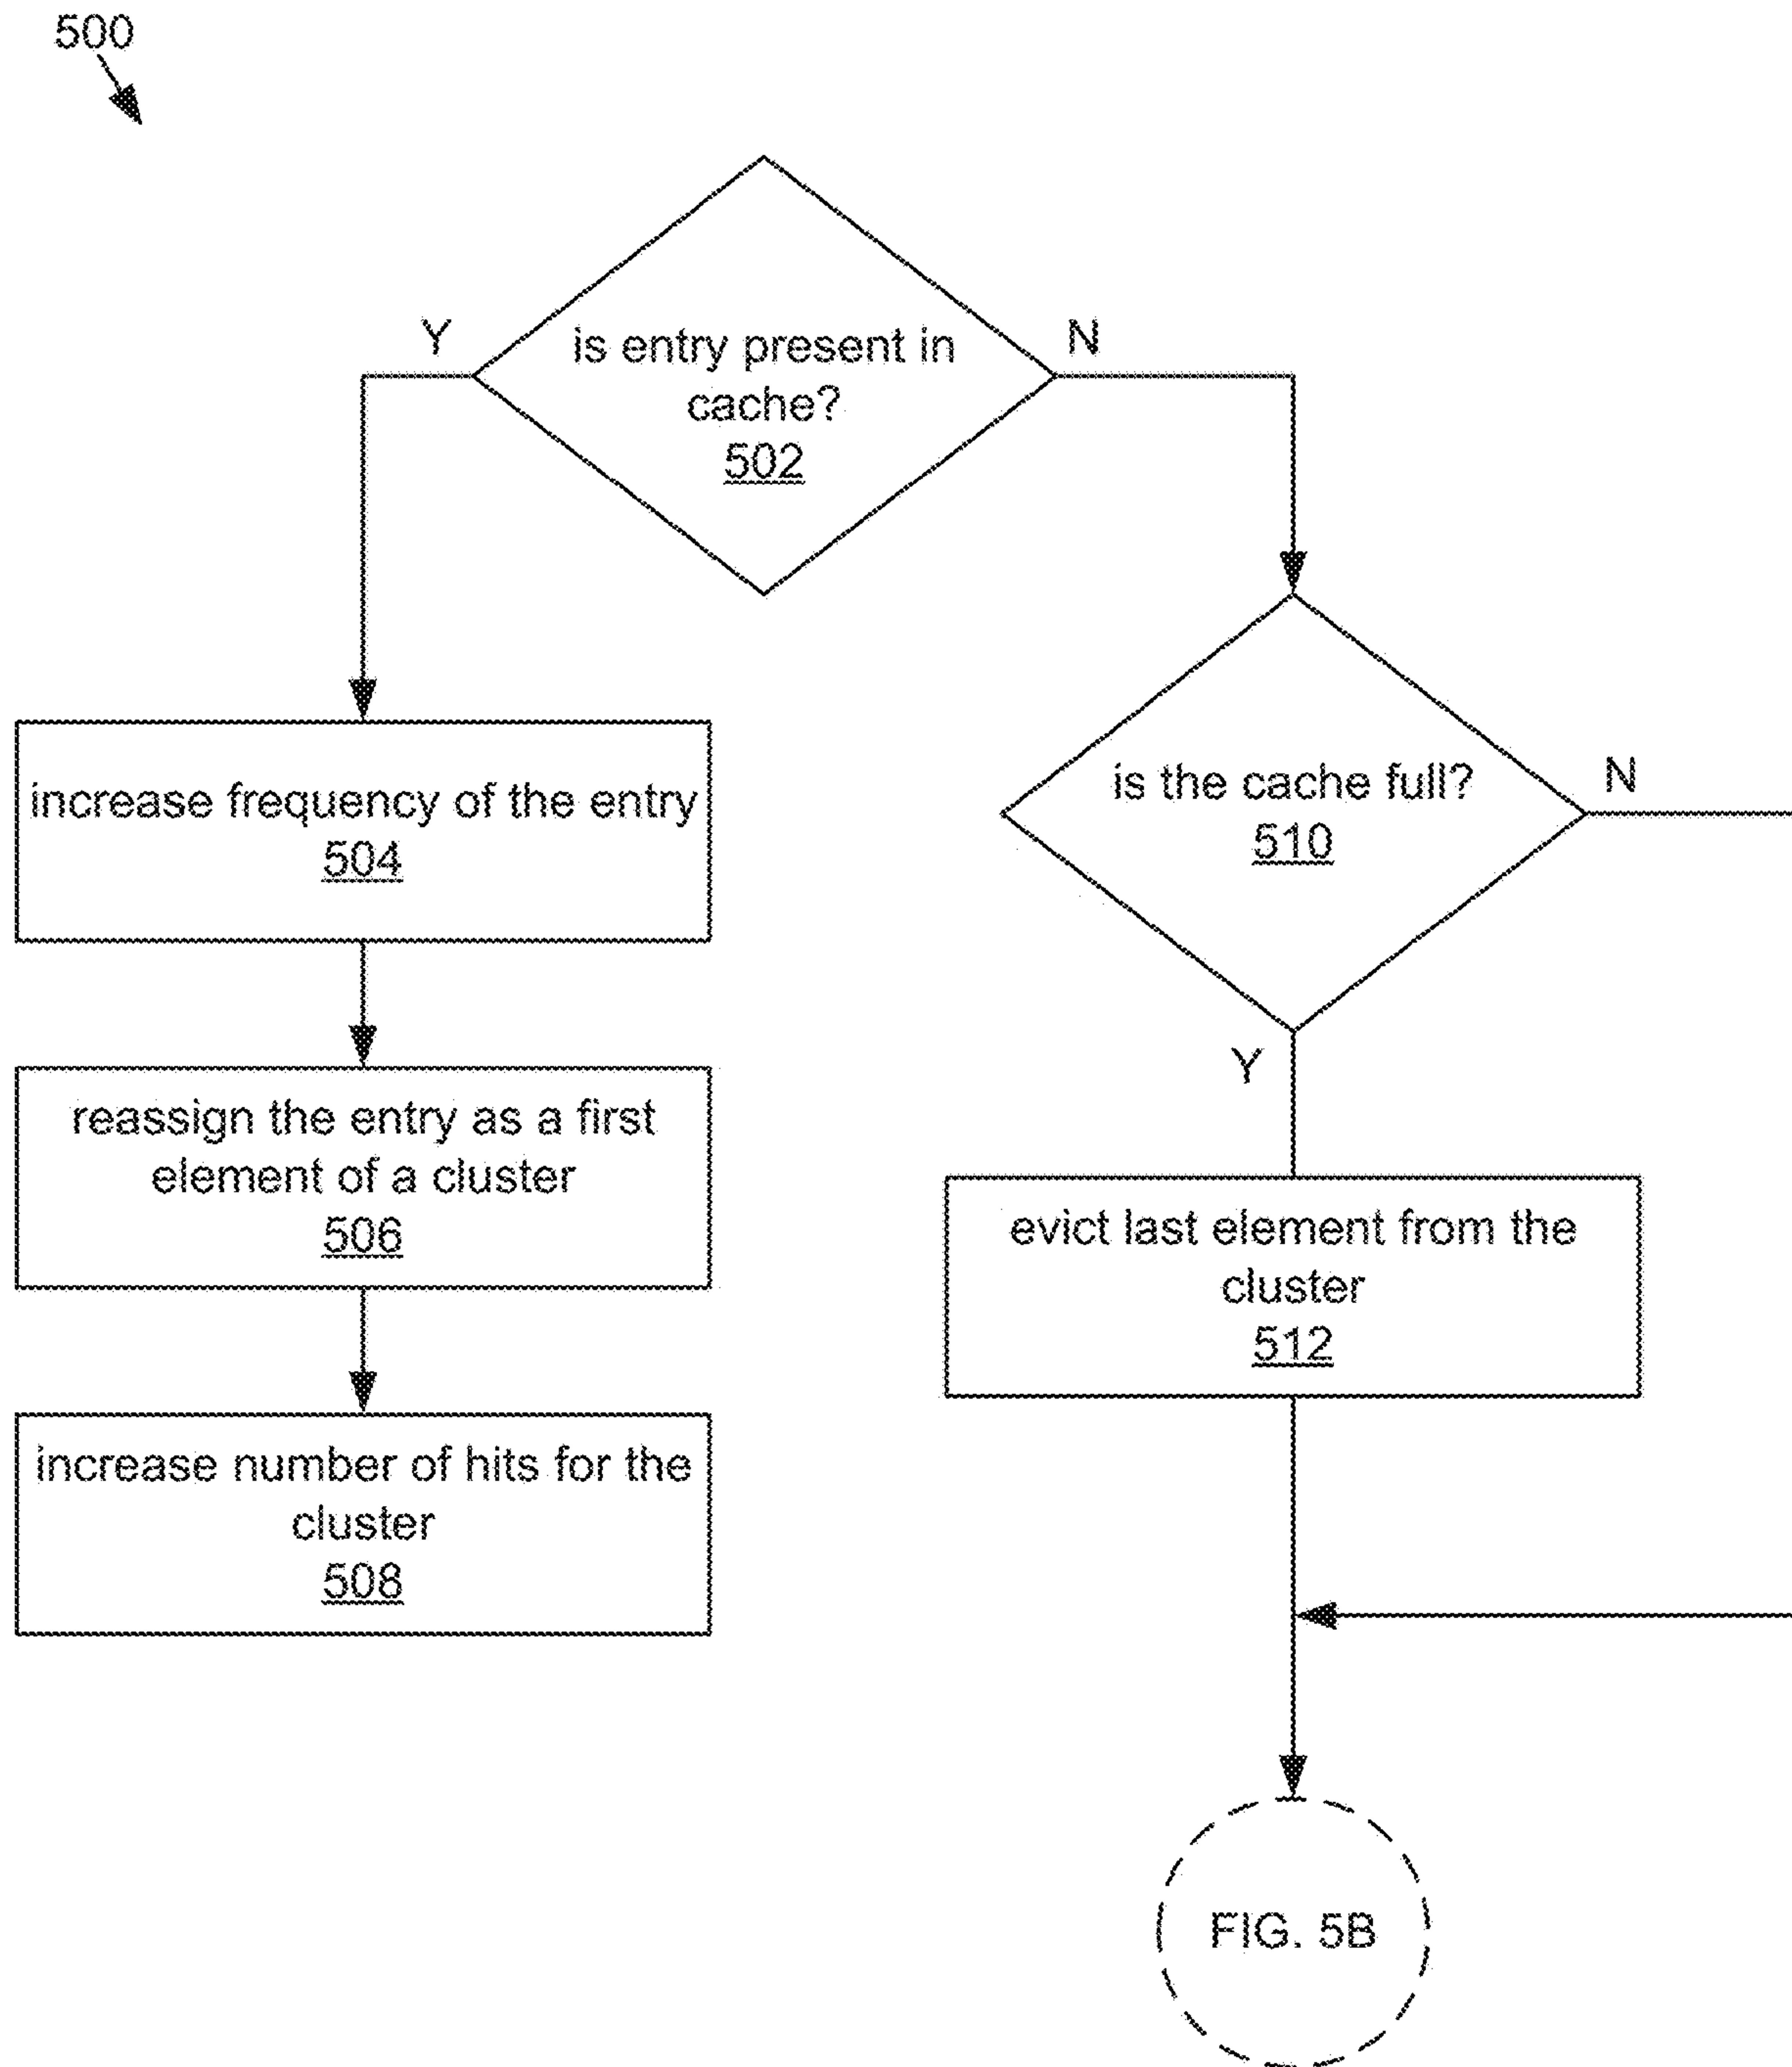 500
Y
is entry present in
cache?
502
N
increase frequency of the entry
504
is the cache full?
510
N
reassign the entry as a first
element of a cluster
506
Y
evict last element from the
cluster
512
increase number of hits for the
cluster
508
FIG. 5B